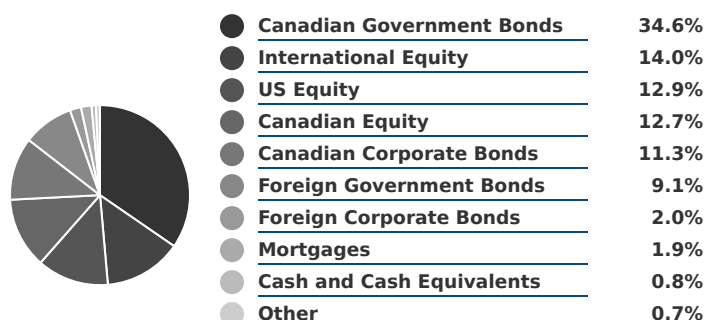 Canadian Government Bonds 34.6%
International Equity 14.0%
US Equity 12.9%
Canadian Equity 12.7%
Canadian Corporate Bonds 11.3%
Foreign Government Bonds 9.1%
Foreign Corporate Bonds 2.0%
Mortgages 1.9%
Cash and Cash Equivalents 0.8%
Other 0.7%